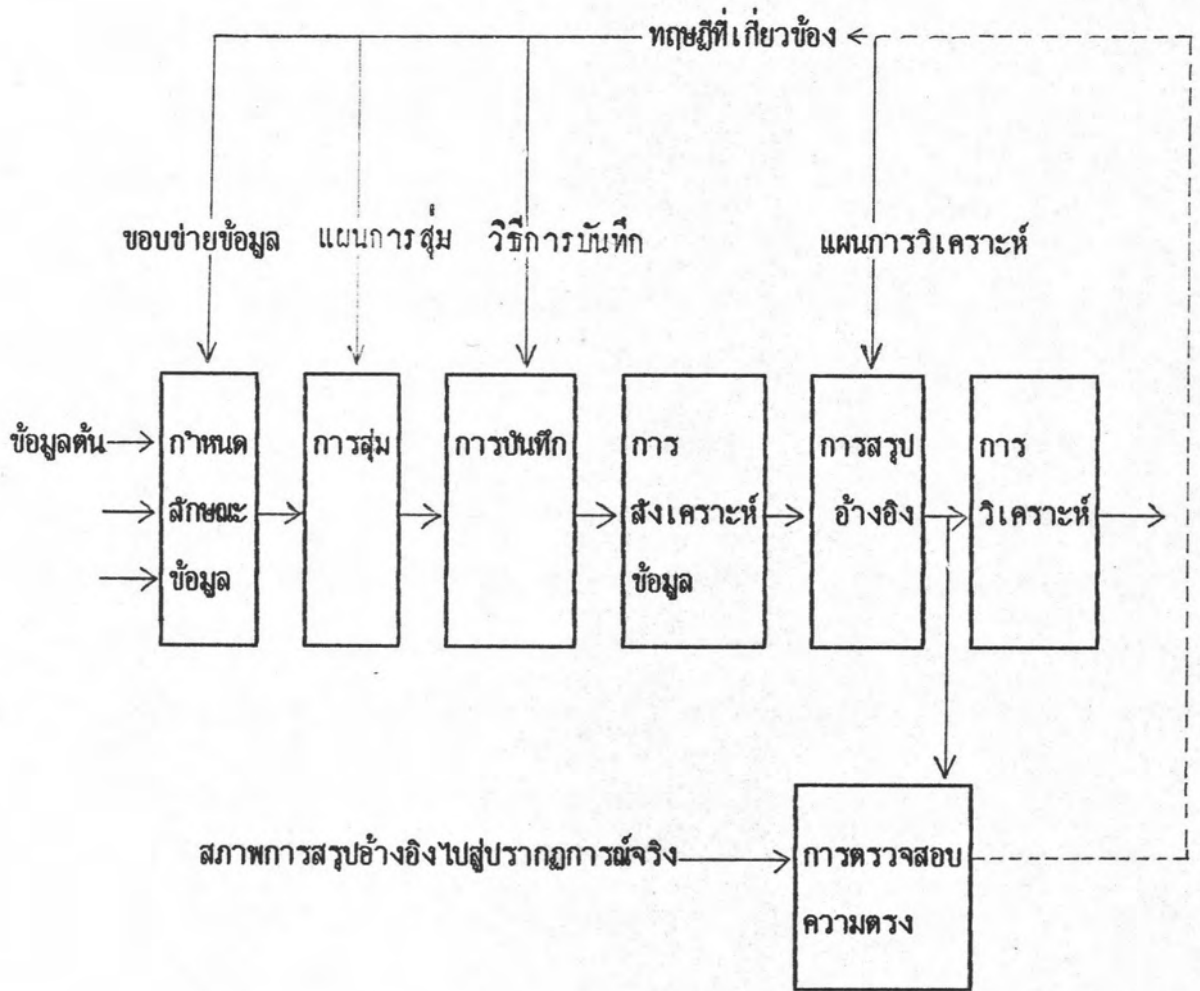 ทฤษฎีที่เกี่ยวข้อง
ขอบข่ายข้อมูล
แผนการสุ่ม
วิธีการบันทึก
แผนการวิเคราะห์
ข้อมูลต้น
กำหนด
ลักษณะ
ข้อมูล
การสุ่ม
การบันทึก
การ
สังเคราะห์
ข้อมูล
การสรุป
อ้างอิง
การ
วิเคราะห์
สภาพการสรุปอ้างอิงไปสู่ปรากฏการณ์จริง
การตรวจสอบ
ความตรง